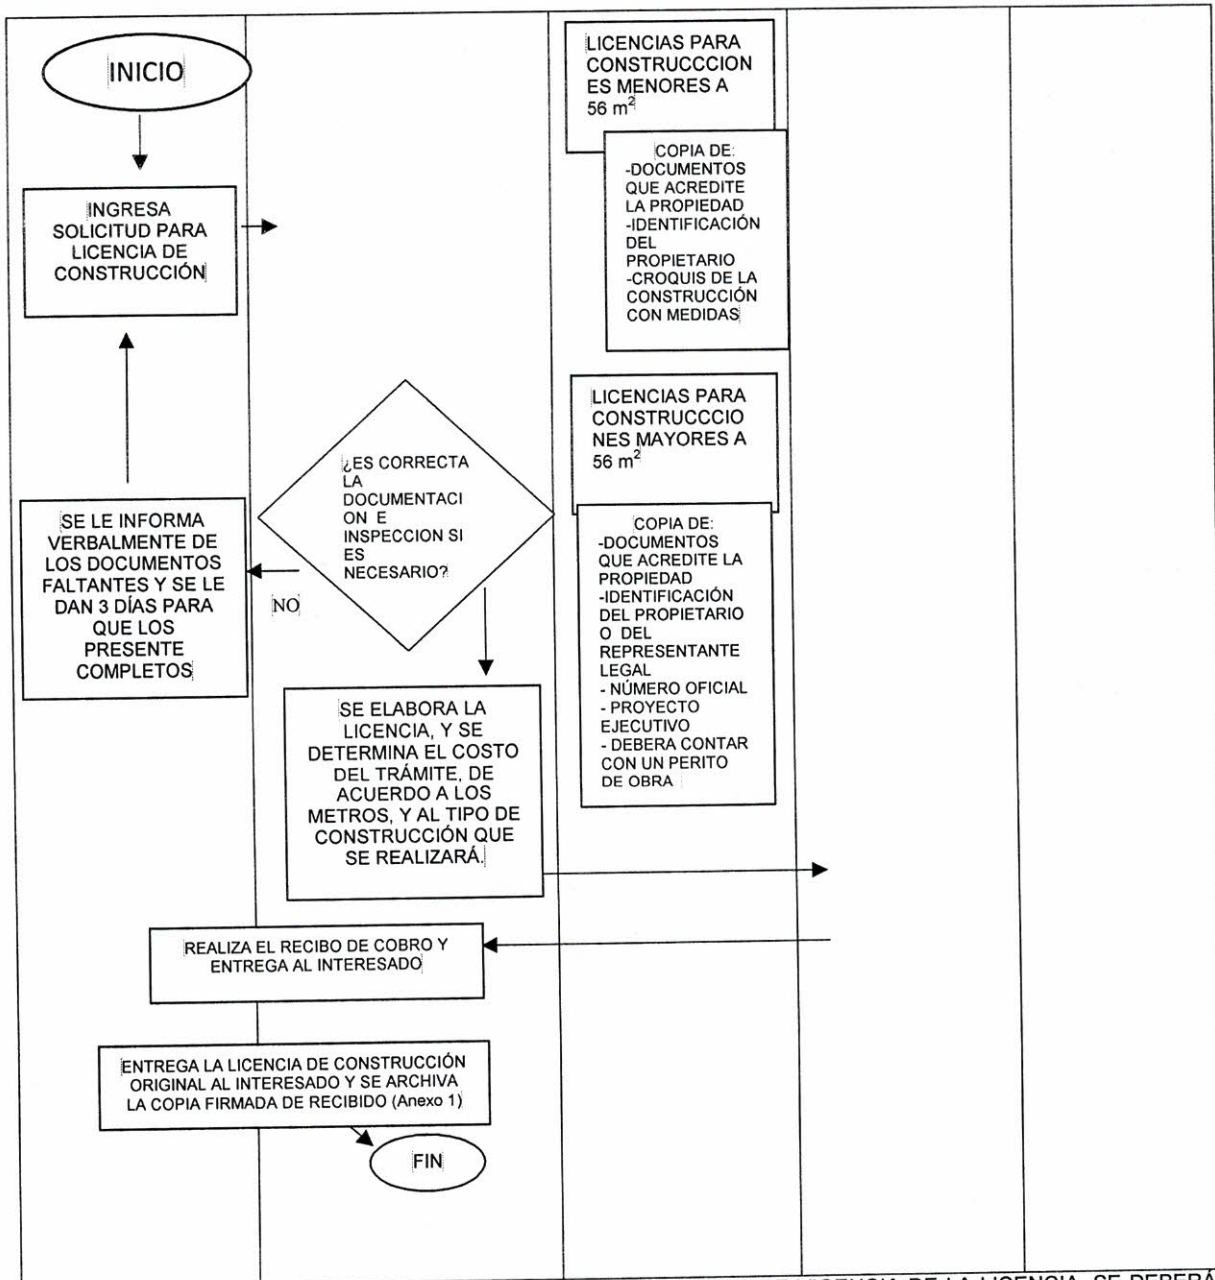 INICIO
INGRESA
SOLICITUD PARA
LICENCIA DE
CONSTRUCCIÓN
SE LE INFORMA
VERBALMENTE DE
LOS DOCUMENTOS
FALTANTES Y SE LE
DAN 3 DÍAS PARA
QUE LOS
PRESENTE
COMPLETOS
¿ES CORRECTA
LA
DOCUMENTACI
ON E
INSPECCION SI
ES
NECESARIO?
NO
SE ELABORA LA
LICENCIA, Y SE
DETERMINA EL COSTO
DEL TRÁMITE, DE
ACUERDO A LOS
METROS, Y AL TIPO DE
CONSTRUCCIÓN QUE
SE REALIZARÁ.
LICENCIAS PARA
CONSTRUCCCION
ES MENORES A
56 m²
COPIA DE:
-DOCUMENTOS
QUE ACREDITE
LA PROPIEDAD
-IDENTIFICACIÓN
DEL
PROPIETARIO
-CROQUIS DE LA
CONSTRUCCIÓN
CON MEDIDAS
LICENCIAS PARA
CONSTRUCCCIO
NES MAYORES A
56 m²
COPIA DE:
-DOCUMENTOS
QUE ACREDITE LA
PROPIEDAD
-IDENTIFICACIÓN
DEL PROPIETARIO
O DEL
REPRESENTANTE
LEGAL
- NÚMERO OFICIAL
- PROYECTO
EJECUTIVO
- DEBERA CONTAR
CON UN PERITO
DE OBRA
REALIZA EL RECIBO DE COBRO Y
ENTREGA AL INTERESADO
ENTREGA LA LICENCIA DE CONSTRUCCIÓN
ORIGINAL AL INTERESADO Y SE ARCHIVA
LA COPIA FIRMADA DE RECIBIDO (Anexo 1)
FIN
DE LA LICENCIA, SE DEBERÁ